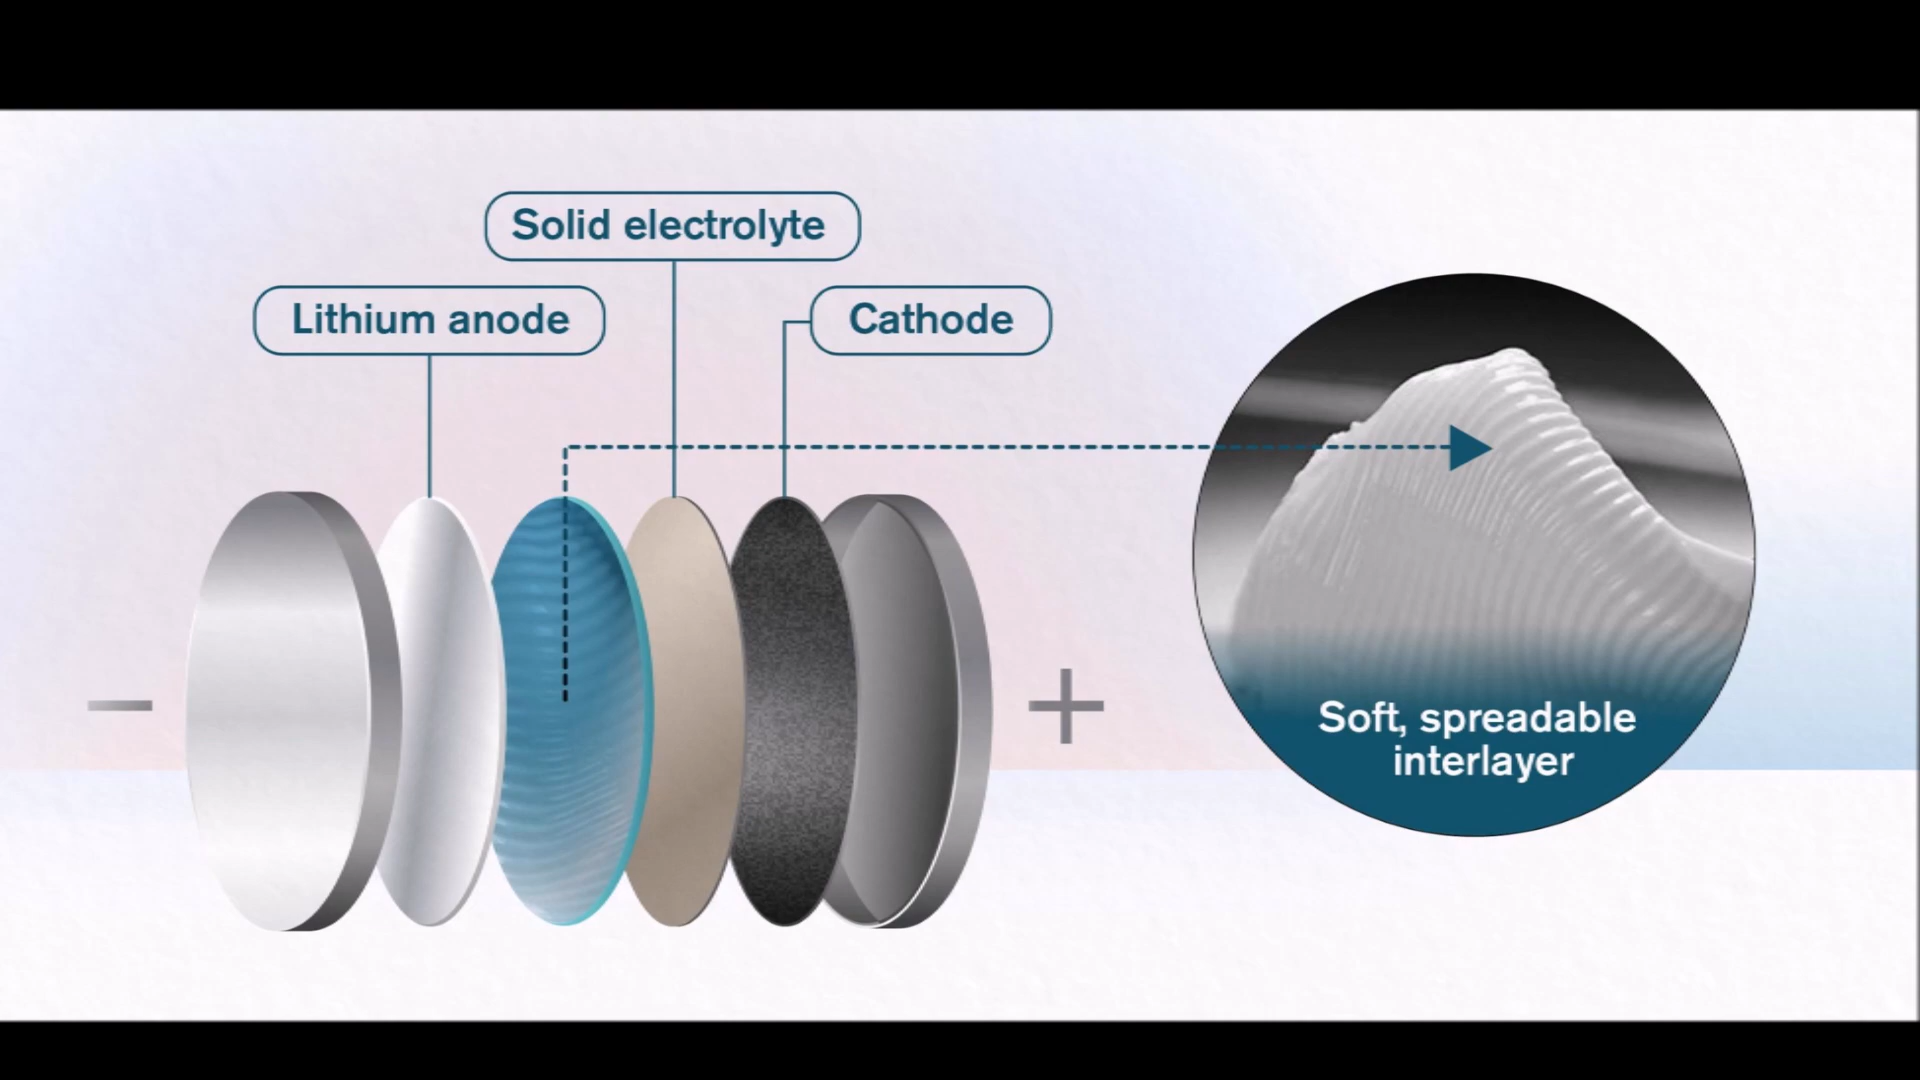 Solid electrolyte
Lithium anode
Cathode
−
+
Soft, spreadable
interlayer